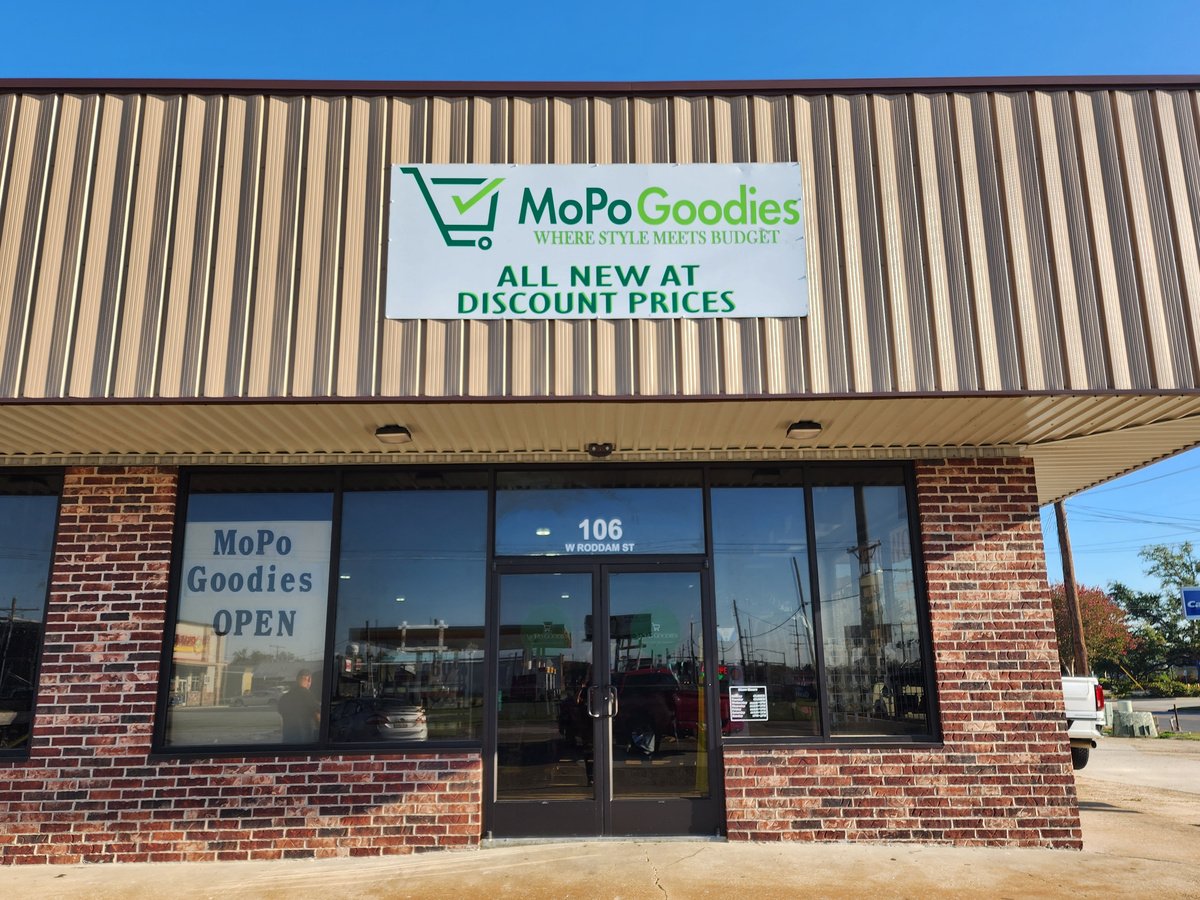 MoPo Goodies
WHERE STYLE MEETS BUDGET
ALL NEW AT
DISCOUNT PRICES
106
W RODDAM ST
MoPo
Goodies
OPEN